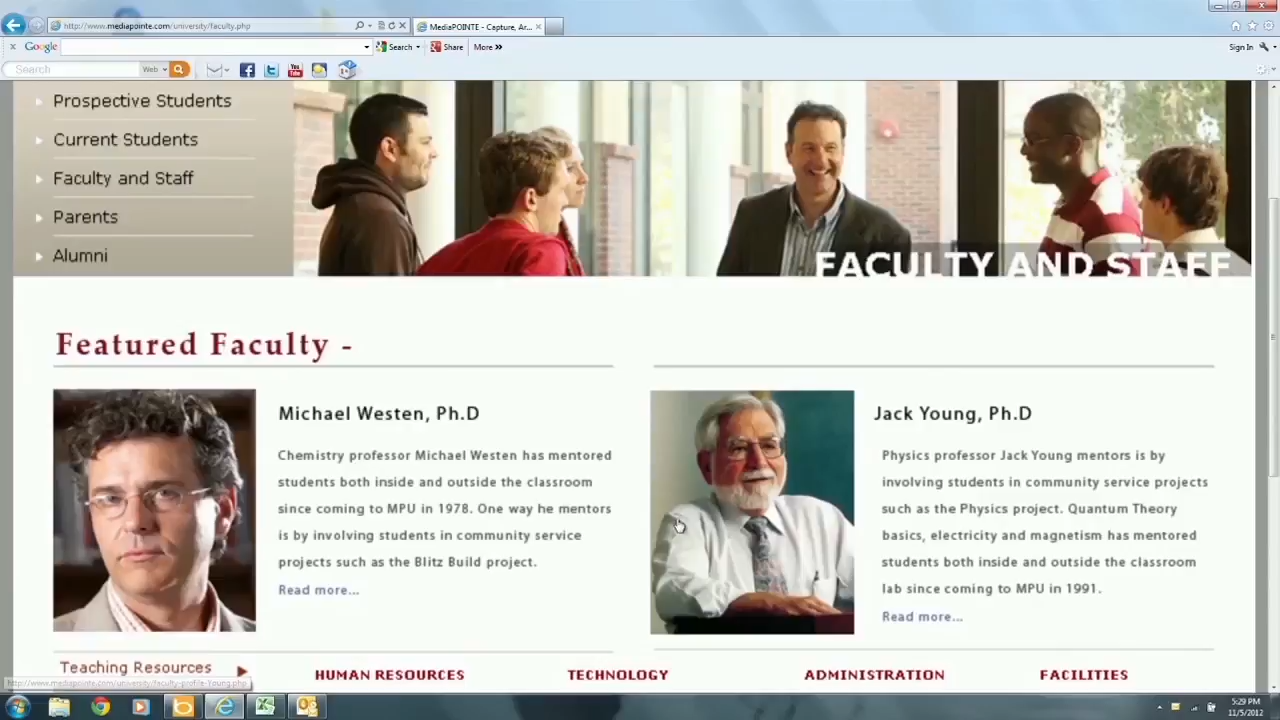 http://www.mediapointe.com/university/faculty.php
MediaPOINTE - Capture, Ar...
Google
Search
Share
More »
Sign In
Search
Web
Prospective Students
Current Students
Faculty and Staff
Parents
Alumni
FACULTY AND STAFF
Featured Faculty -
Michael Westen, Ph.D
Chemistry professor Michael Westen has mentored
students both inside and outside the classroom
since coming to MPU in 1978. One way he mentors
is by involving students in community service
projects such as the Blitz Build project.
Read more...
Jack Young, Ph.D
Physics professor Jack Young mentors is by
involving students in community service projects
such as the Physics project. Quantum Theory
basics, electricity and magnetism has mentored
students both inside and outside the classroom
lab since coming to MPU in 1991.
Read more...
Teaching Resources
HUMAN RESOURCES
TECHNOLOGY
ADMINISTRATION
FACILITIES
http://www.mediapointe.com/university/faculty-profile-Young.php
5:29 PM
11/5/2012